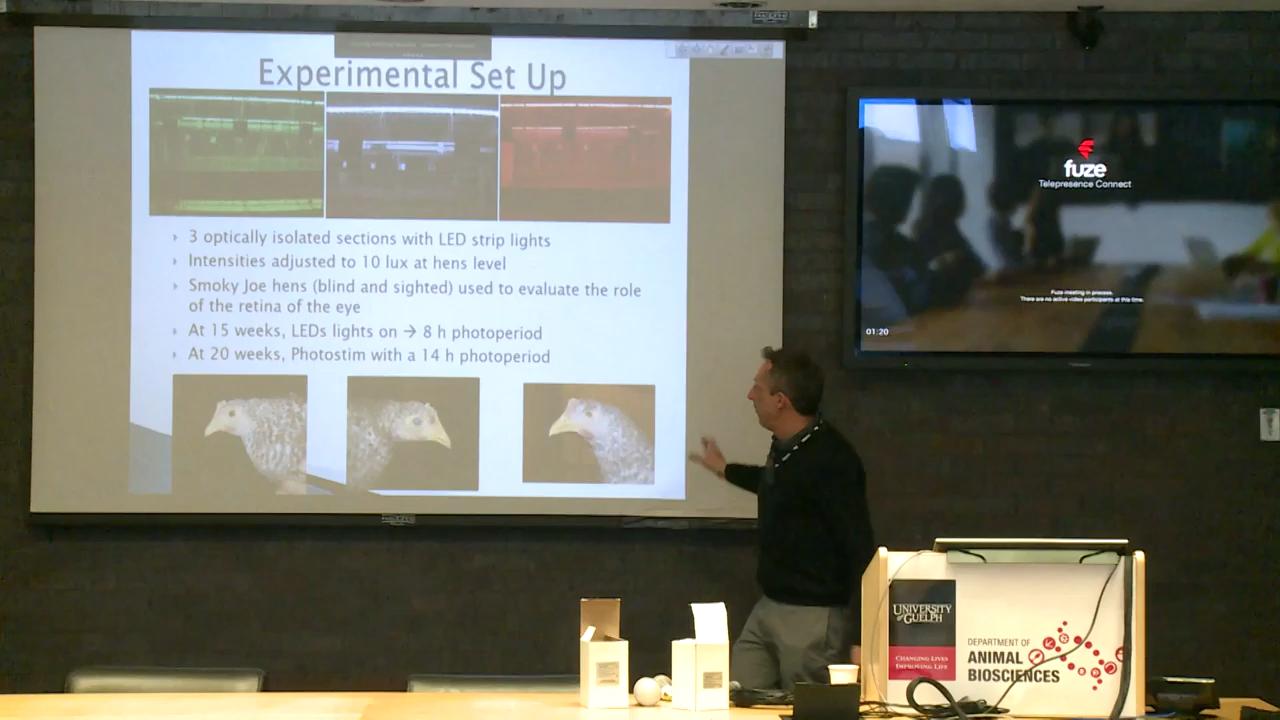 Experimental Set Up
› 3 optically isolated sections with LED strip lights
› Intensities adjusted to 10 lux at hens level
› Smoky Joe hens (blind and sighted) used to evaluate the role
of the retina of the eye
› At 15 weeks, LEDs lights on → 8 h photoperiod
› At 20 weeks, Photostim with a 14 h photoperiod
fuze
Telepresence Connect
Fuze meeting in process.
There are no active video participants at this time.
01:20
UNIVERSITY
of GUELPH
CHANGING LIVES
IMPROVING LIFE
DEPARTMENT OF
ANIMAL
BIOSCIENCES